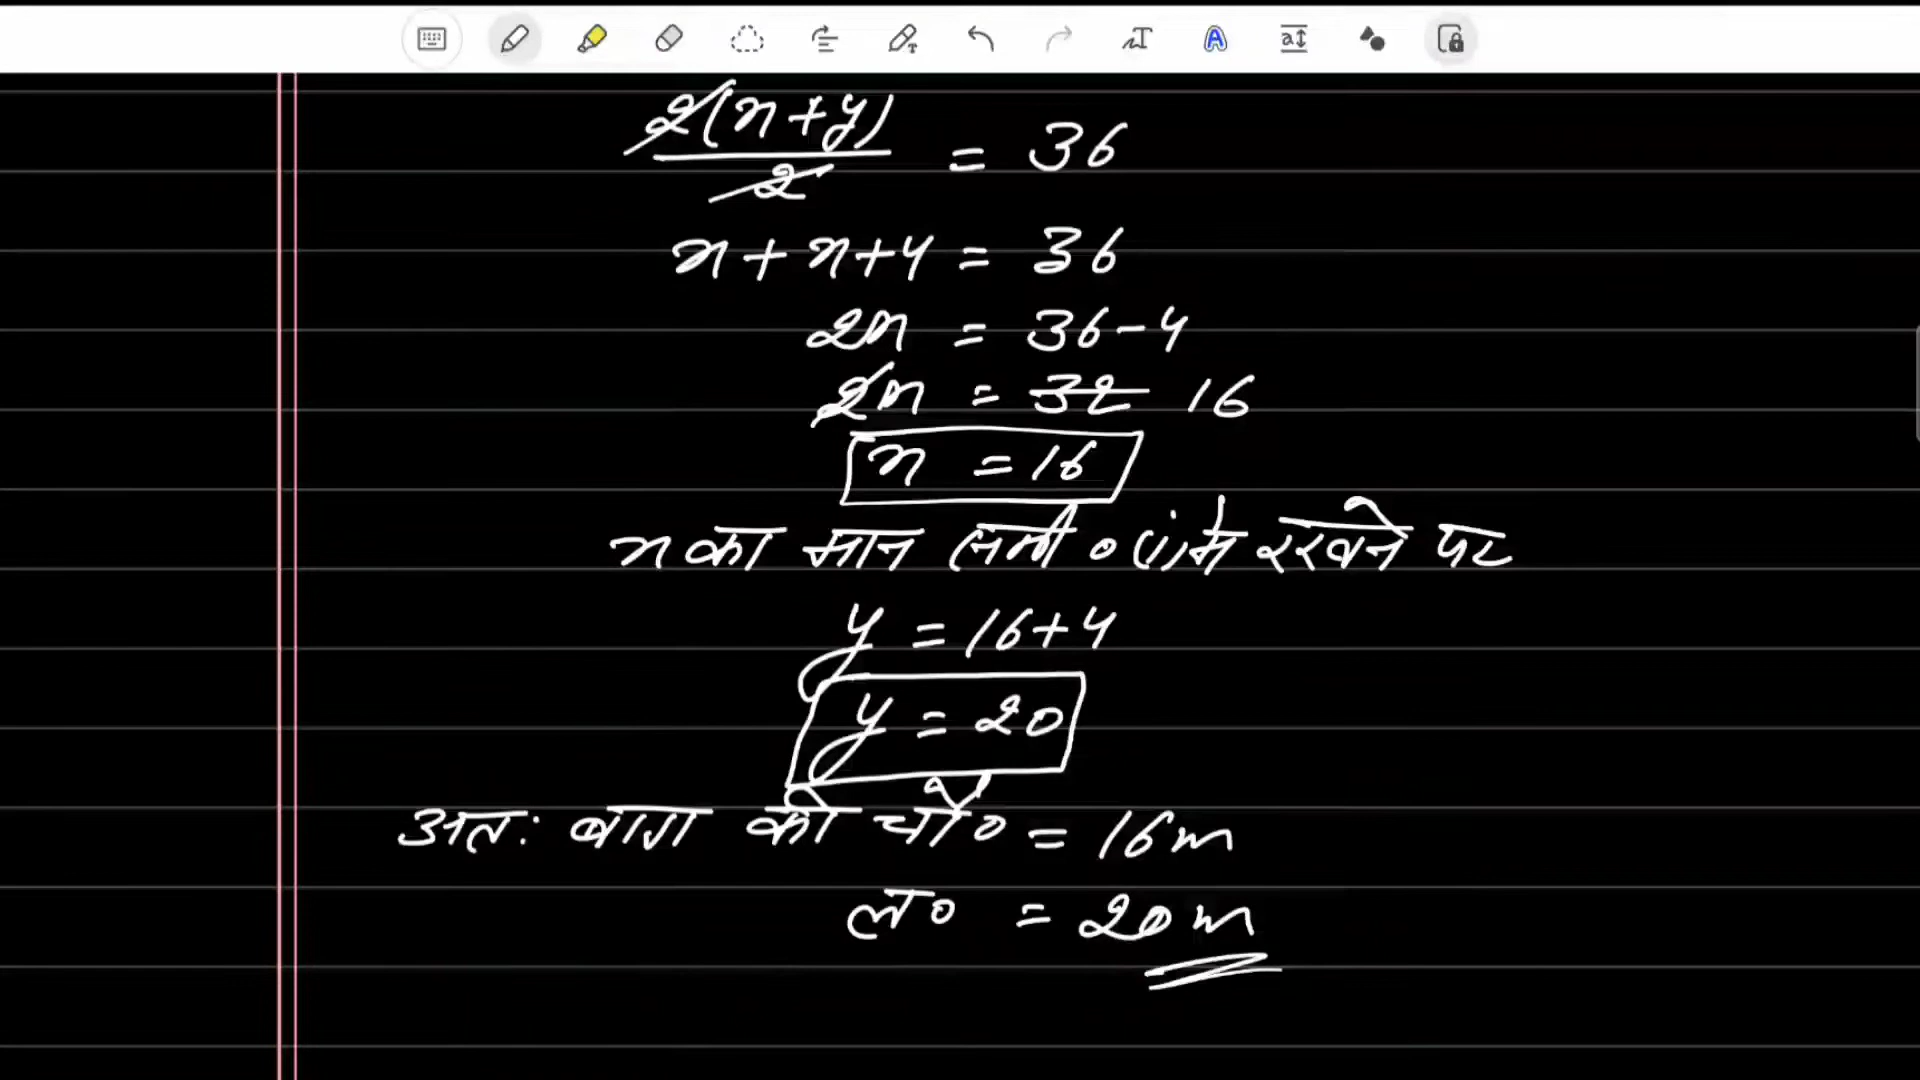 2(x+y)/2 = 36
x + x+4 = 36
2x = 36-4
2x = 32 16
x = 16
x का मान समी० (i) में रखने पर
y = 16+4
y = 20
अतः बाग की चौ० = 16m
ल० = 20m